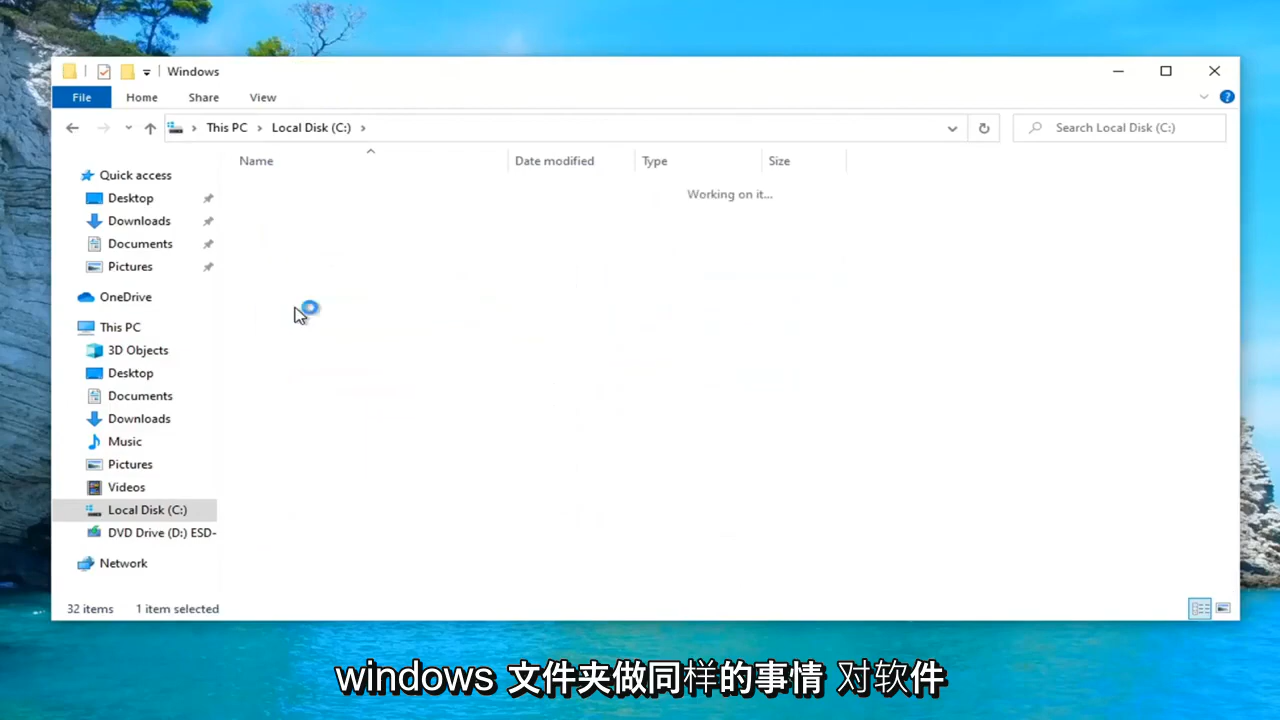 Windows
File Home Share View
This PC Local Disk (C:) Search Local Disk (C:)
Name Date modified Type Size
Working on it...
Quick access
Desktop
Downloads
Documents
Pictures
OneDrive
This PC
3D Objects
Desktop
Documents
Downloads
Music
Pictures
Videos
Local Disk (C:)
DVD Drive (D:) ESD-
Network
32 items 1 item selected
windows 文件夹做同样的事情 对软件